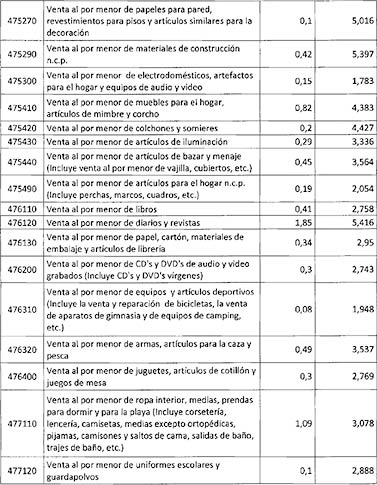 475270 Venta al por menor de papeles para pared, revestimientos para pisos y artículos similares para la decoración 0,1 5,016
475290 Venta al por menor de materiales de construcción n.c.p. 0,42 5,397
475300 Venta al por menor de electrodomésticos, artefactos para el hogar y equipos de audio y video 0,15 1,783
475410 Venta al por menor de muebles para el hogar, artículos de mimbre y corcho 0,82 4,383
475420 Venta al por menor de colchones y somieres 0,2 4,427
475430 Venta al por menor de artículos de iluminación 0,29 3,336
475440 Venta al por menor de artículos de bazar y menaje (Incluye venta al por menor de vajilla, cubiertos, etc.) 0,45 3,564
475490 Venta al por menor de artículos para el hogar n.c.p. (Incluye perchas, marcos, cuadros, etc.) 0,19 2,054
476110 Venta al por menor de libros 0,41 2,758
476120 Venta al por menor de diarios y revistas 1,85 5,416
476130 Venta al por menor de papel, cartón, materiales de embalaje y artículos de librería 0,34 2,95
476200 Venta al por menor de CD's y DVD's de audio y video grabados (Incluye CD's y DVD's vírgenes) 0,3 2,743
476310 Venta al por menor de equipos y artículos deportivos (Incluye la venta y reparación de bicicletas, la venta de aparatos de gimnasia y de equipos de camping, etc.) 0,08 1,948
476320 Venta al por menor de armas, artículos para la caza y pesca 0,49 3,537
476400 Venta al por menor de juguetes, artículos de cotillón y juegos de mesa 0,3 2,769
477110 Venta al por menor de ropa interior, medias, prendas para dormir y para la playa (Incluye corsetería, lencería, camisetas, medias excepto ortopédicas, pijamas, camisones y saltos de cama, salidas de baño, trajes de baño, etc.) 1,09 3,078
477120 Venta al por menor de uniformes escolares y guardapolvos 0,1 2,888